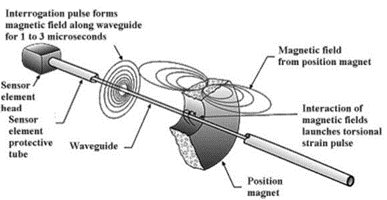 Interrogation pulse forms
magnetic field along waveguide
for 1 to 3 microseconds
Magnetic field
from position magnet
Sensor
element
head
Sensor
element
protective
tube
Waveguide
Interaction of
magnetic fields
launches torsional
strain pulse
Position
magnet